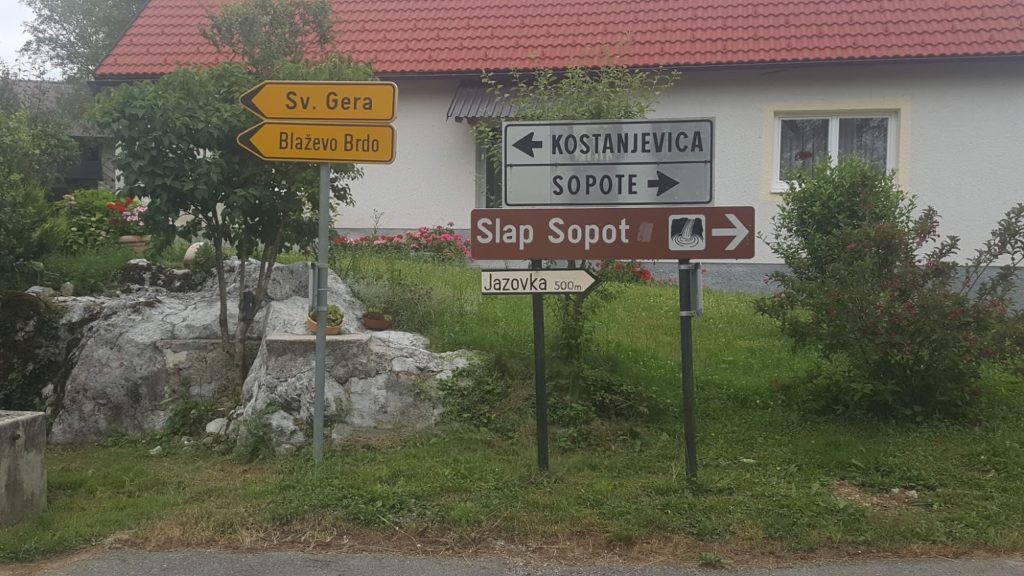 Sv. Gera
Blaževo Brdo
KOSTANJEVICA
SOPOTE
Slap Sopot
Jazovka 500m